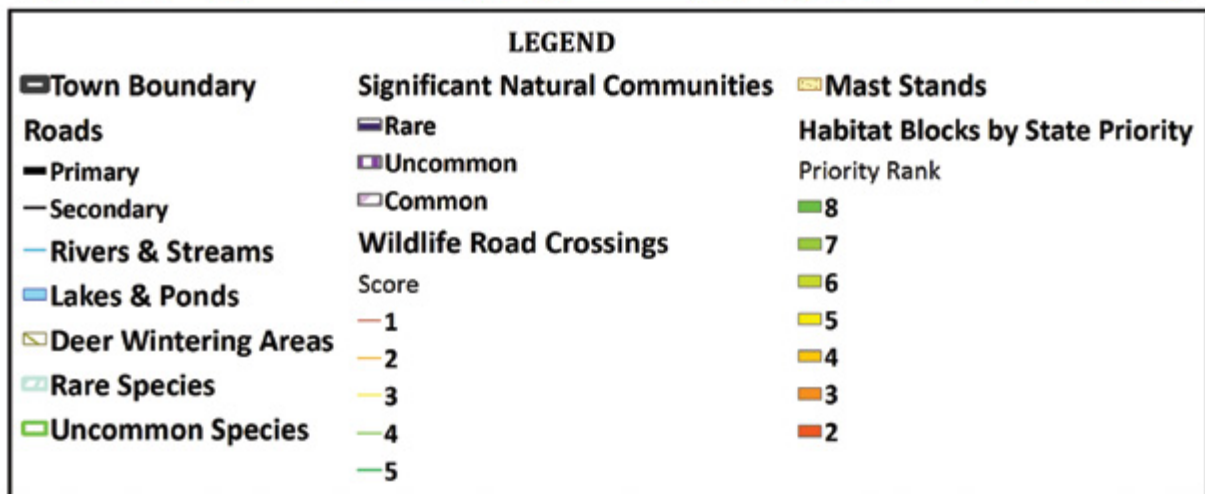 LEGEND
Town Boundary
Roads
Primary
Secondary
Rivers & Streams
Lakes & Ponds
Deer Wintering Areas
Rare Species
Uncommon Species
Significant Natural Communities
Rare
Uncommon
Common
Wildlife Road Crossings
Score
1
2
3
4
5
Mast Stands
Habitat Blocks by State Priority
Priority Rank
8
7
6
5
4
3
2